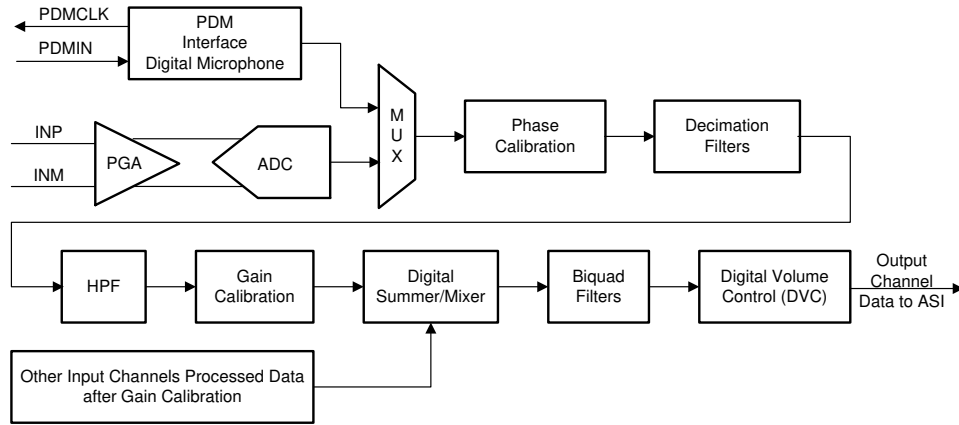 PDMCLK
PDMIN
PDM
Interface
Digital Microphone
INP
INM
PGA
ADC
M
U
X
Phase
Calibration
Decimation
Filters
HPF
Gain
Calibration
Digital
Summer/Mixer
Biquad
Filters
Digital Volume
Control (DVC)
Output
Channel
Data to ASI
Other Input Channels Processed Data
after Gain Calibration